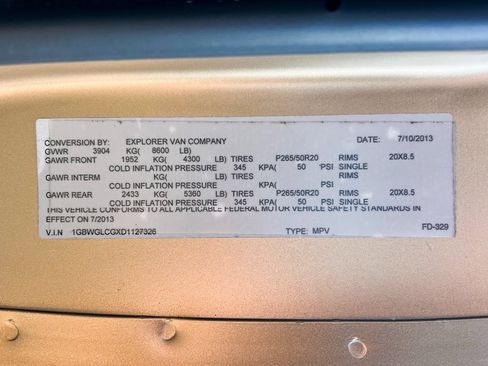 CONVERSION BY: EXPLORER VAN COMPANY DATE: 7/10/2013
GVWR 3904 KG( 8600 LB)
GAWR FRONT 1952 KG( 4300 LB) TIRES P265/50R20 RIMS 20X8.5
COLD INFLATION PRESSURE 345 KPA( 50 PSI SINGLE
GAWR INTERM KG( LB) TIRES RIMS
COLD INFLATION PRESSURE KPA( PSI
GAWR REAR 2433 KG( 5360 LB) TIRES P265/50R20 RIMS 20X8.5
COLD INFLATION PRESSURE 345 KPA( 50 PSI SINGLE
THIS VEHICLE CONFORMS TO ALL APPLICABLE FEDERAL MOTOR VEHICLE SAFETY STANDARDS IN
EFFECT ON 7/2013 FD-329
V.I.N 1GBWGLCGXD1127326 TYPE: MPV